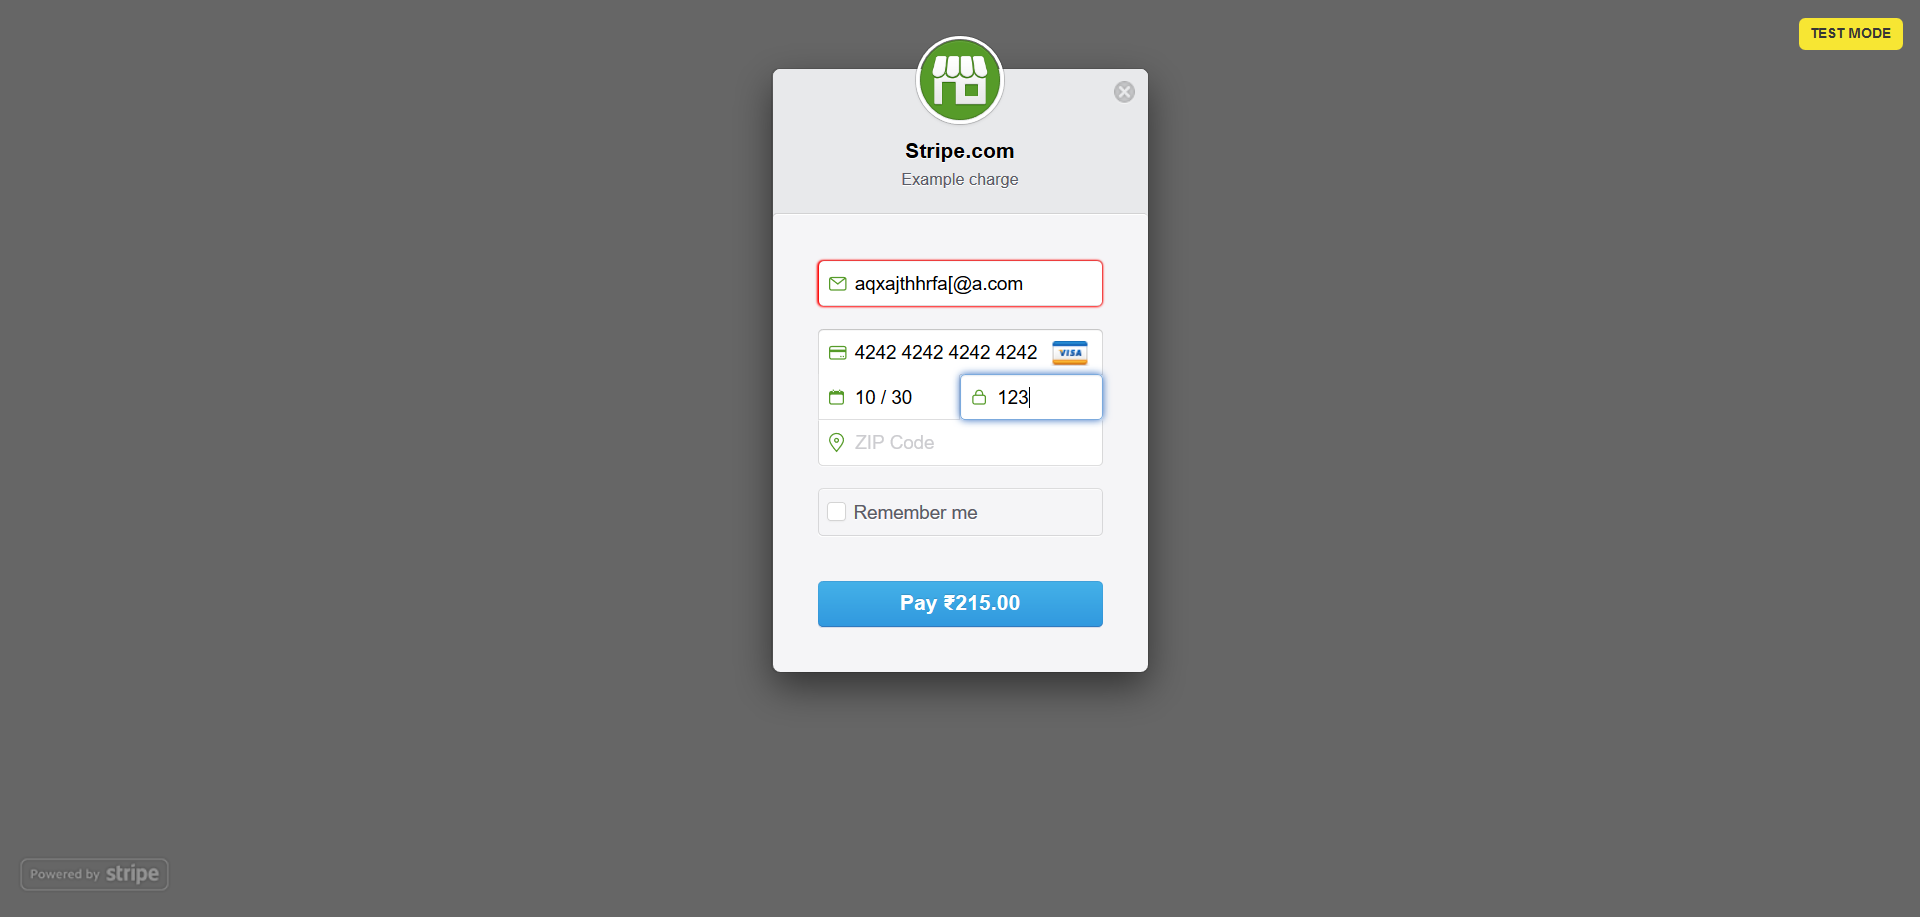 TEST MODE
Stripe.com
Example charge
aqxajthhrfa[@a.com
4242 4242 4242 4242 VISA
10 / 30 123
ZIP Code
Remember me
Pay ₹215.00
Powered by stripe